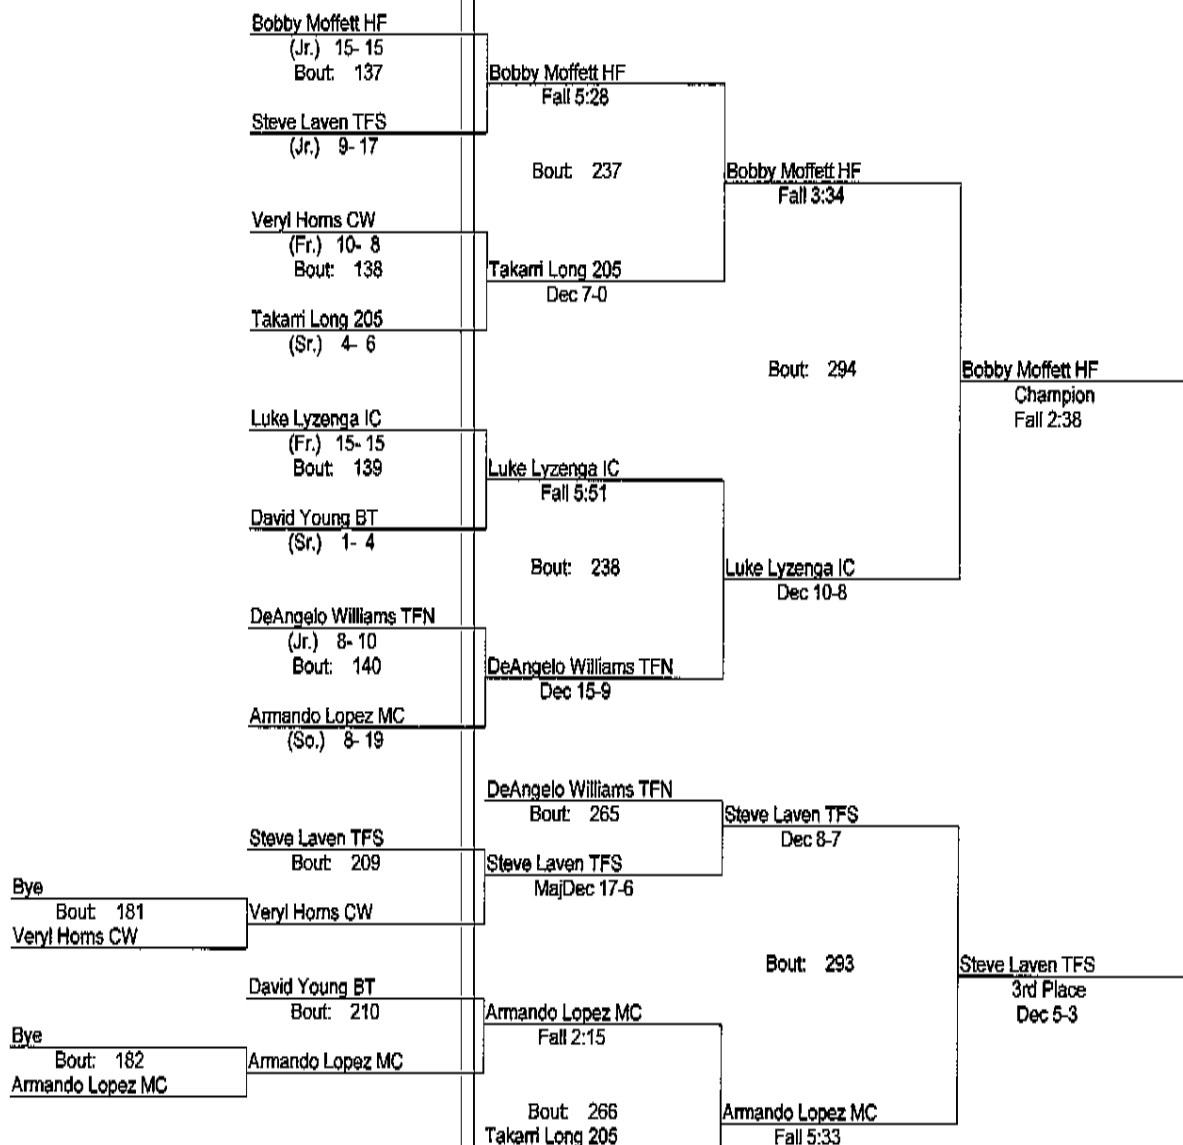 Bobby Moffett HF
(Jr.) 15- 15
Bout: 137
Bobby Moffett HF
Fall 5:28
Steve Laven TFS
(Jr.) 9- 17
Bout: 237
Bobby Moffett HF
Fall 3:34
Veryl Horns CW
(Fr.) 10- 8
Bout: 138
Takarri Long 205
Dec 7-0
Takarri Long 205
(Sr.) 4- 6
Bout: 294
Bobby Moffett HF
Champion
Fall 2:38
Luke Lyzenga IC
(Fr.) 15- 15
Bout: 139
Luke Lyzenga IC
Fall 5:51
David Young BT
(Sr.) 1- 4
Bout: 238
Luke Lyzenga IC
Dec 10-8
DeAngelo Williams TFN
(Jr.) 8- 10
Bout: 140
DeAngelo Williams TFN
Dec 15-9
Armando Lopez MC
(So.) 8- 19
DeAngelo Williams TFN
Bout: 265
Steve Laven TFS
Dec 8-7
Steve Laven TFS
Bout: 209
Steve Laven TFS
MajDec 17-6
Bye
Bout: 181
Veryl Horns CW
Veryl Horns CW
Bout: 293
Steve Laven TFS
3rd Place
Dec 5-3
David Young BT
Bout: 210
Armando Lopez MC
Fall 2:15
Bye
Bout: 182
Armando Lopez MC
Armando Lopez MC
Bout: 266
Takarri Long 205
Armando Lopez MC
Fall 5:33